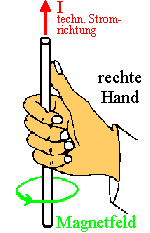 I
techn. Strom-
richtung
rechte
Hand
Magnetfeld